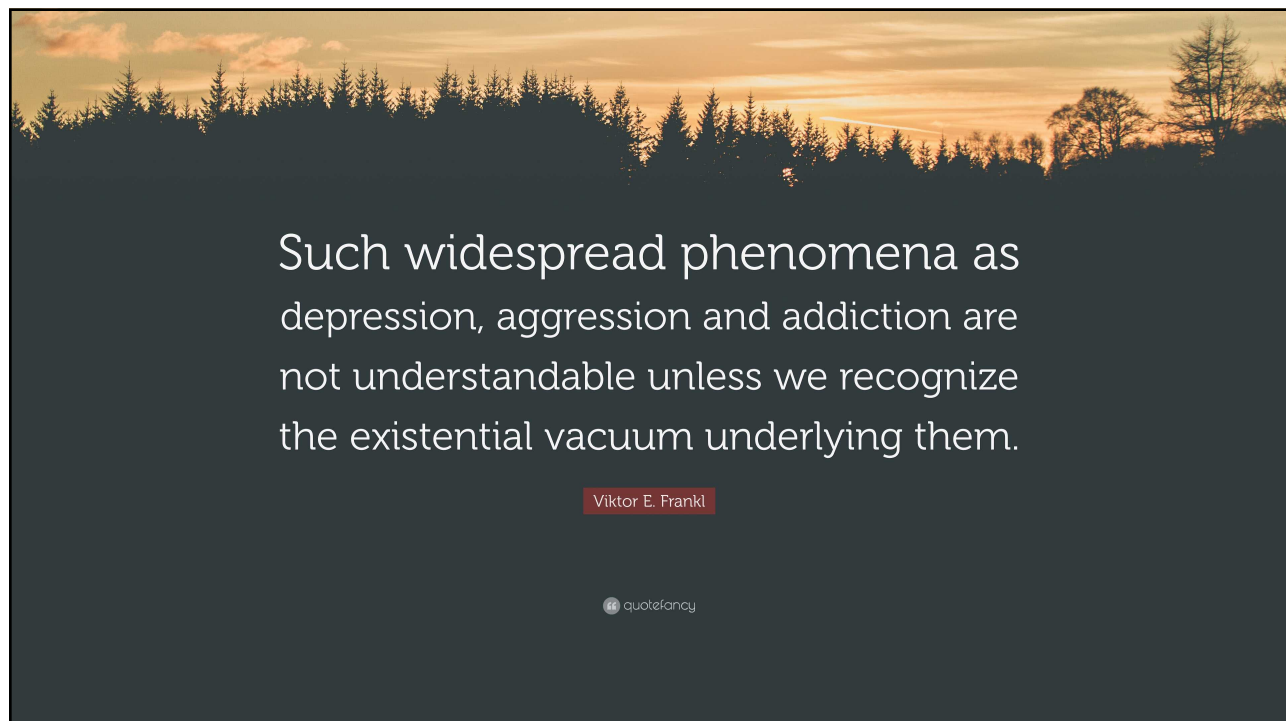 Such widespread phenomena as
depression, aggression and addiction are
not understandable unless we recognize
the existential vacuum underlying them.
Viktor E. Frankl
quotefancy